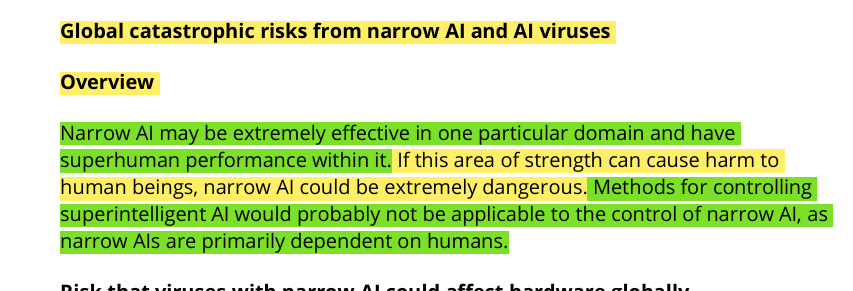 Global catastrophic risks from narrow AI and AI viruses
Overview
Narrow AI may be extremely effective in one particular domain and have
superhuman performance within it. If this area of strength can cause harm to
human beings, narrow AI could be extremely dangerous. Methods for controlling
superintelligent AI would probably not be applicable to the control of narrow AI, as
narrow AIs are primarily dependent on humans.
Risk that viruses with narrow AI could affect hardware globally